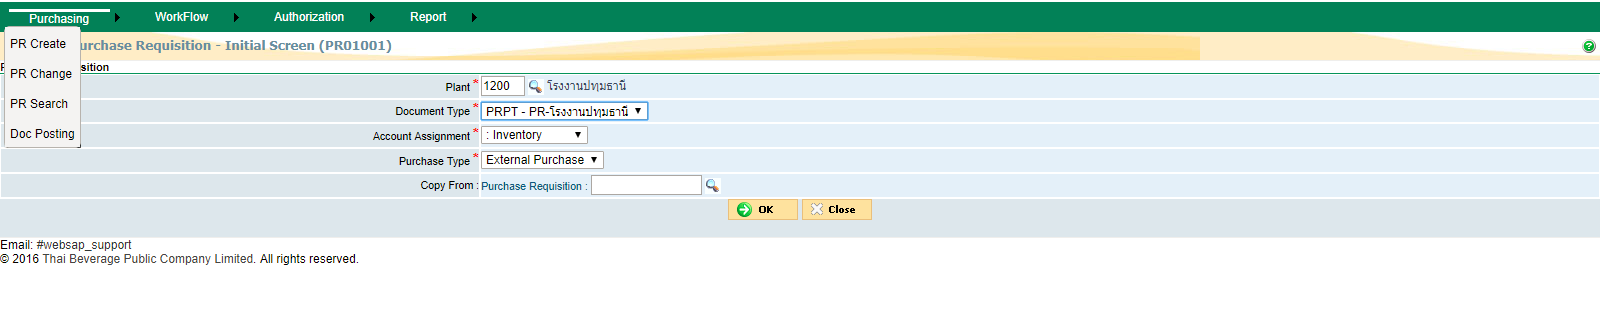 Purchasing WorkFlow Authorization Report
PR Create
PR Change
PR Search
Doc Posting
urchase Requisition - Initial Screen (PR01001)
P sition
Plant * 1200 โรงงานปทุมธานี
Document Type * PRPT - PR-โรงงานปทุมธานี
Account Assignment * : Inventory
Purchase Type * External Purchase
Copy From : Purchase Requisition :
OK Close
Email: #websap_support
© 2016 Thai Beverage Public Company Limited. All rights reserved.